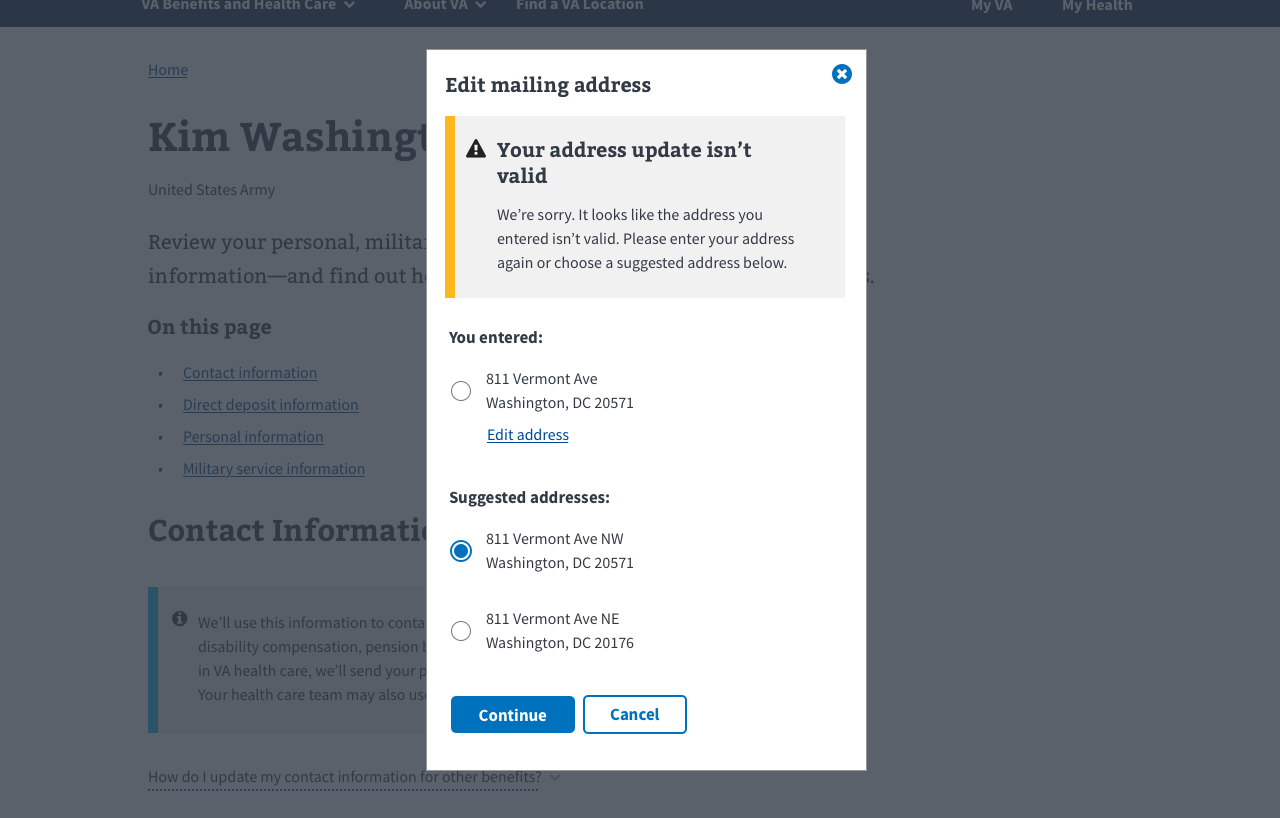 VA Benefits and Health Care
About VA
Find a VA Location
My VA
My Health
Home
Kim Washingt
United States Army
Review your personal, milita
information—and find out h
s.
On this page
• Contact information
• Direct deposit information
• Personal information
• Military service information
Contact Informati
We’ll use this information to conta
disability compensation, pension
in VA health care, we’ll send your p
Your health care team may also us
How do I update my contact information for other benefits?
Edit mailing address
Your address update isn’t
valid
We’re sorry. It looks like the address you
entered isn’t valid. Please enter your address
again or choose a suggested address below.
You entered:
811 Vermont Ave
Washington, DC 20571
Edit address
Suggested addresses:
811 Vermont Ave NW
Washington, DC 20571
811 Vermont Ave NE
Washington, DC 20176
Continue
Cancel